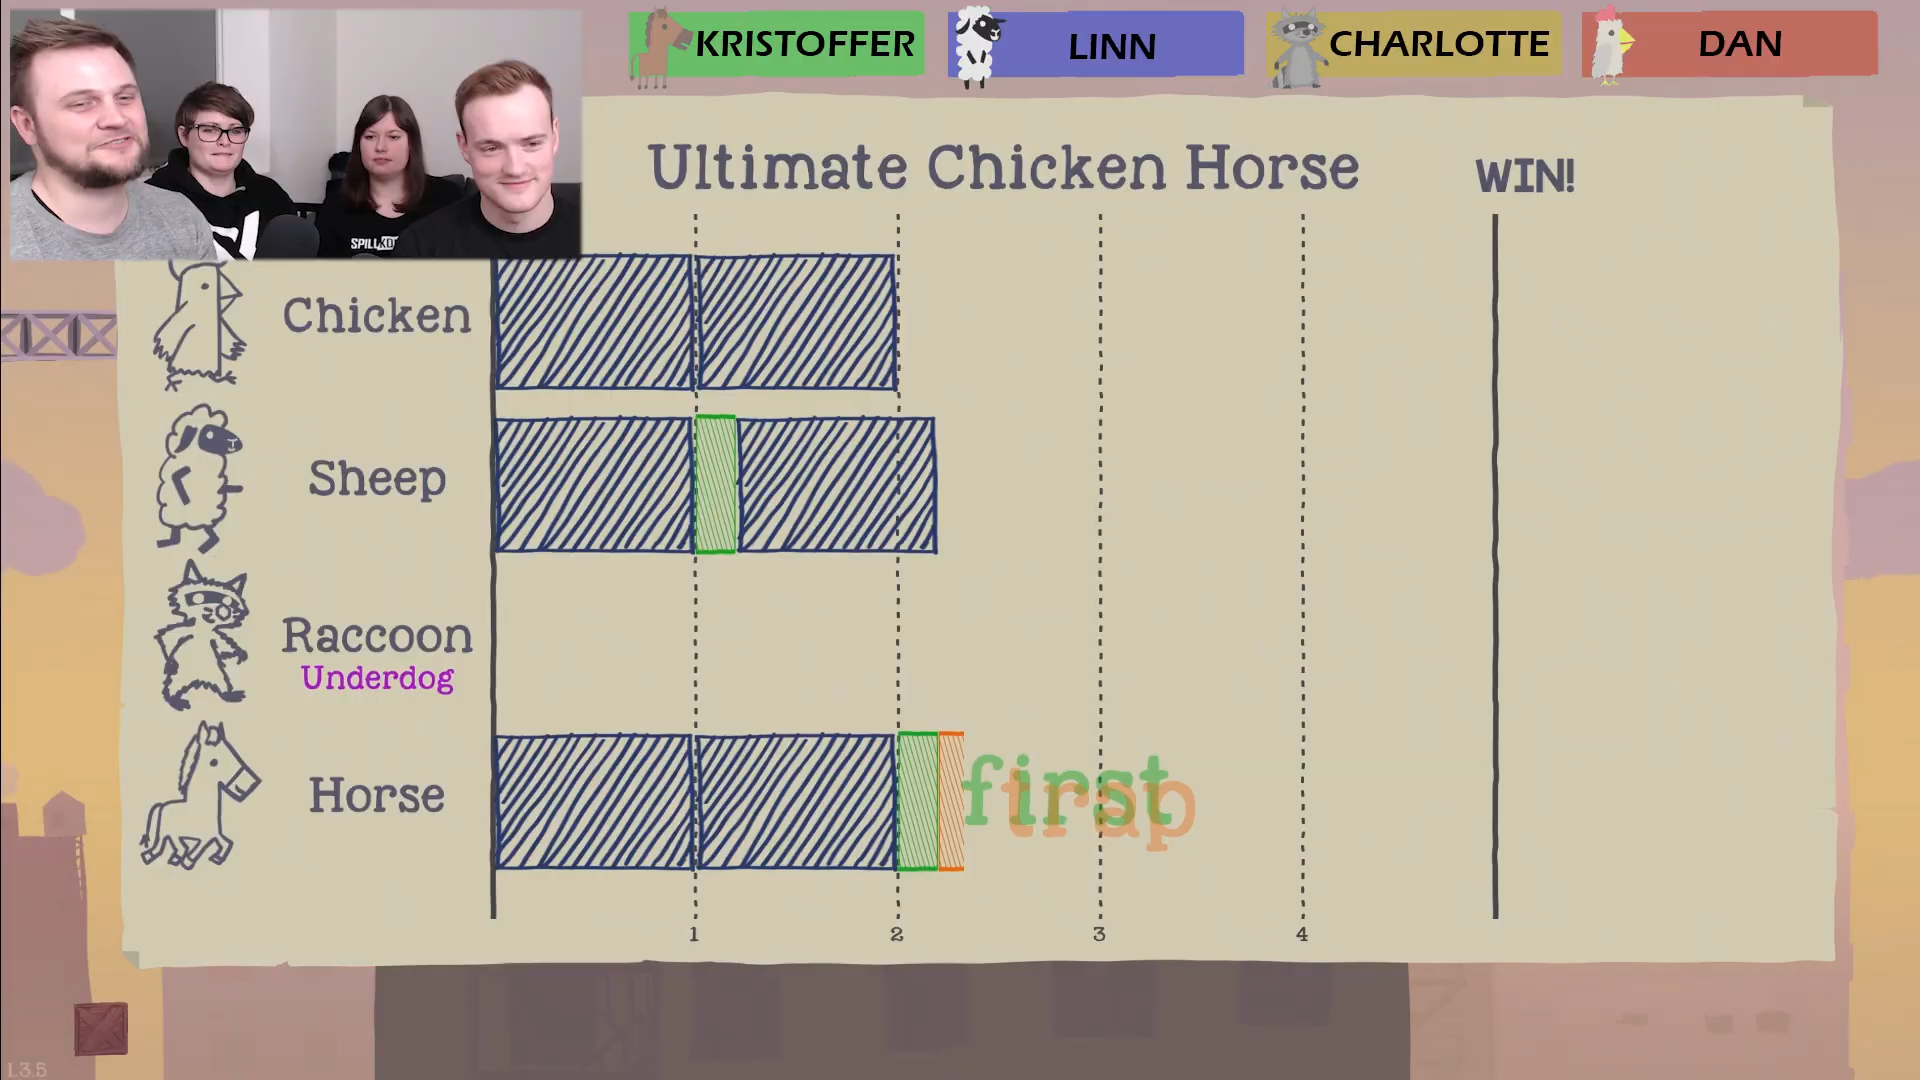 KRISTOFFER
LINN
CHARLOTTE
DAN
Ultimate Chicken Horse
WIN!
Chicken
Sheep
Raccoon
Underdog
Horse
first
trap
1
2
3
4
1.3.5